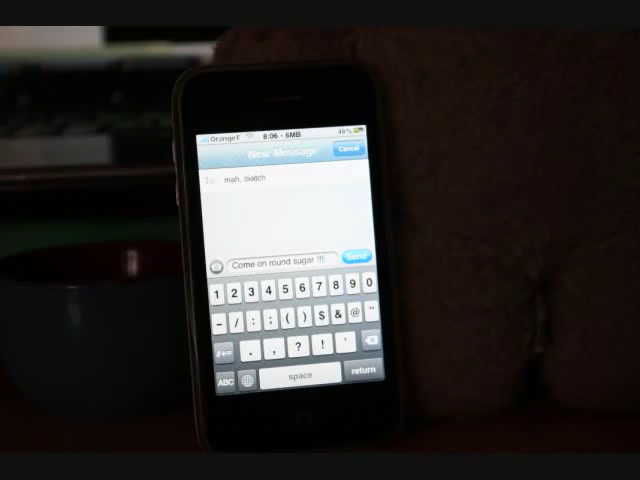 Orange F 8:06 - 6MB 48%
New Message Cancel
To: mah, biatch
Come on round sugar !!! Send
1 2 3 4 5 6 7 8 9 0
- / : ; ( ) $ & @ "
#+= . , ? ! '
ABC space return